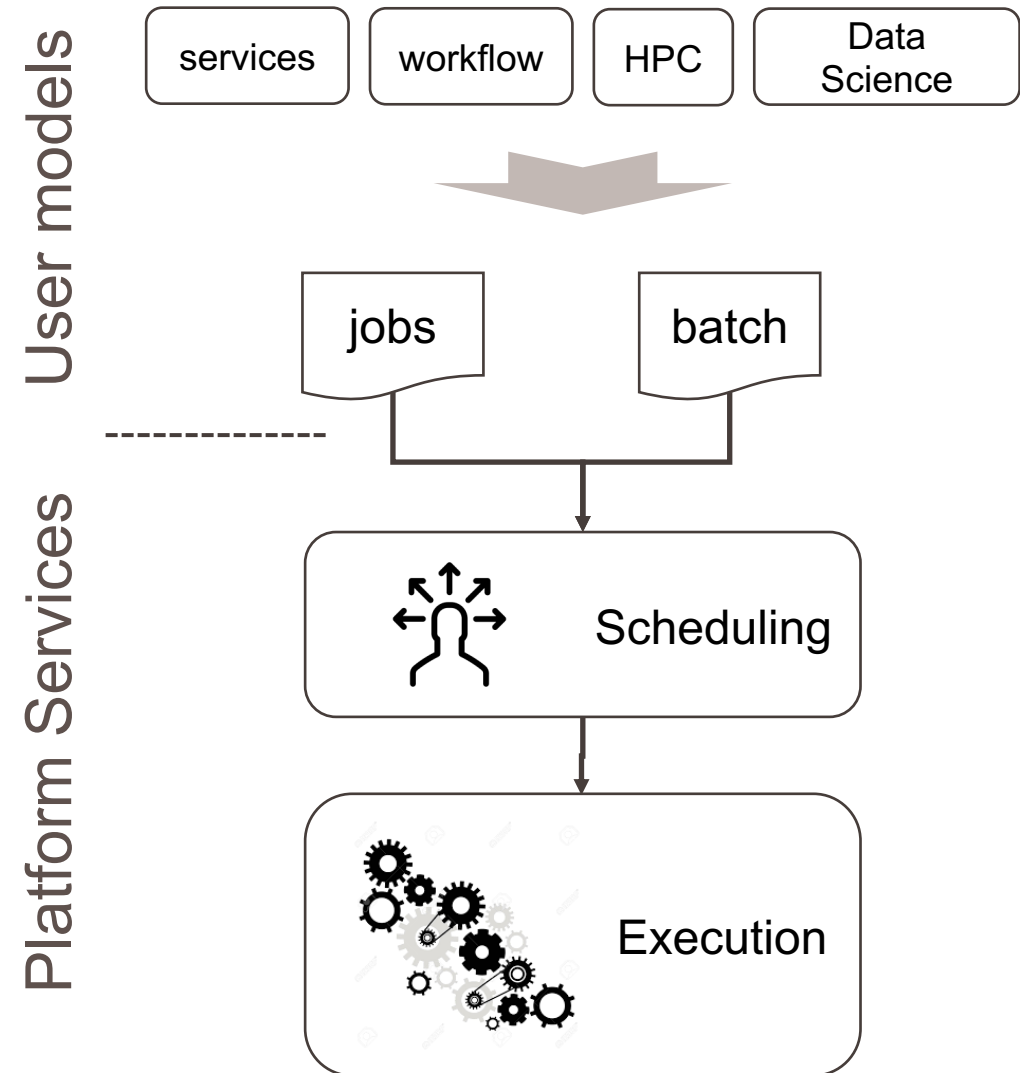 User models
services
workflow
HPC
Data
Science
jobs
batch
Platform Services
Scheduling
Execution